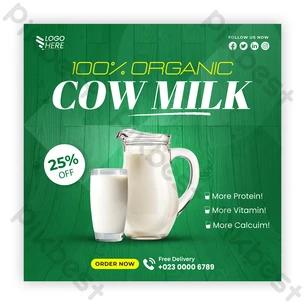 LOGO
HERE
FOLLOW US NOW
100% ORGANIC
COW MILK
25%
OFF
More Protein!
More Vitamin!
More Calcuim!
ORDER NOW
Free Delivery
+023 0000 6789
pikbest